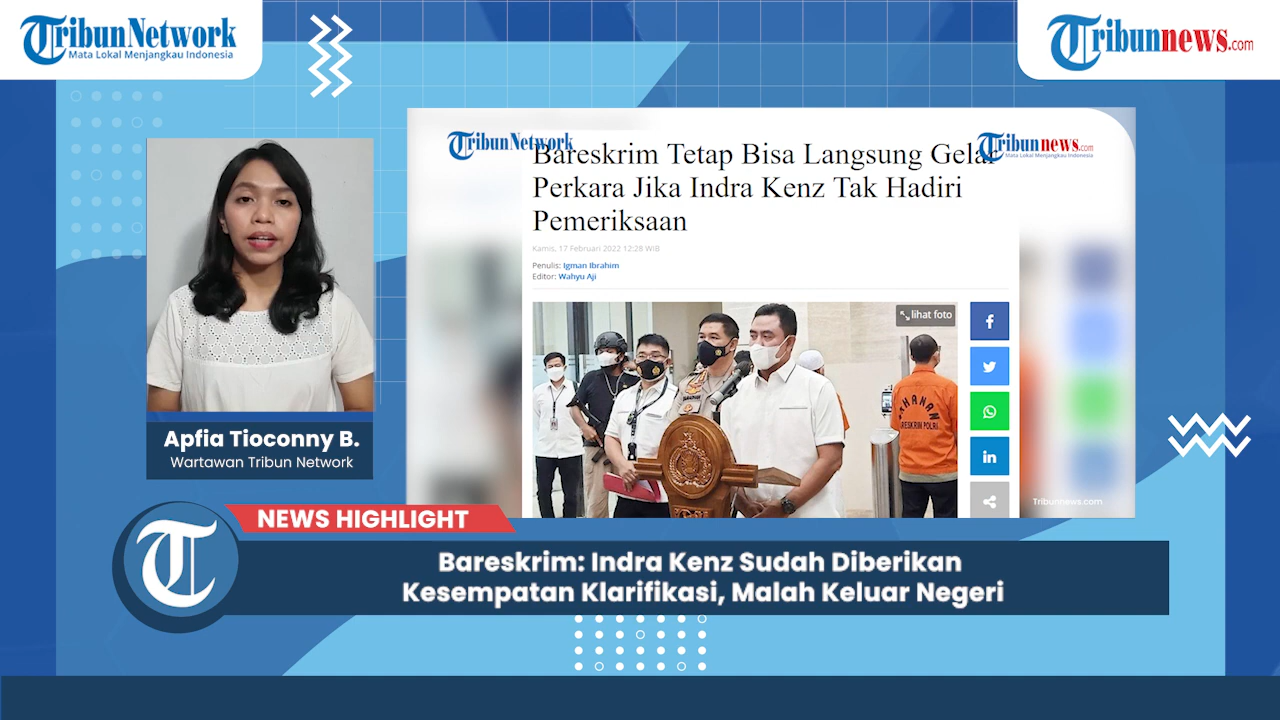 TribunNetwork
Mata Lokal Menjangkau Indonesia
Tribunnews.com
TribunNetwork
Tribunnews.com
Mata Lokal Menjangkau Indonesia
Bareskrim Tetap Bisa Langsung Gelar
Perkara Jika Indra Kenz Tak Hadiri
Pemeriksaan
Kamis, 17 Februari 2022 12:28 WIB
Penulis: Igman Ibrahim
Editor: Wahyu Aji
lihat foto
TAHANAN
BARESKRIM POLRI
Tribunnews.com
Apfia Tioconny B.
Wartawan Tribun Network
NEWS HIGHLIGHT
Bareskrim: Indra Kenz Sudah Diberikan
Kesempatan Klarifikasi, Malah Keluar Negeri